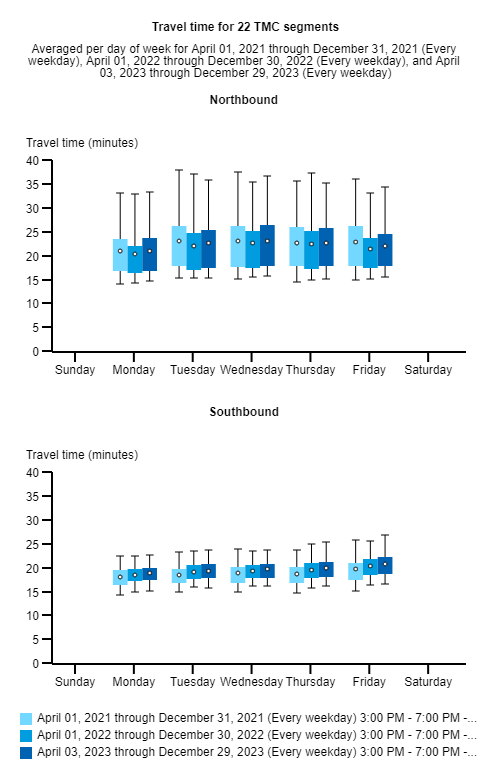 Travel time for 22 TMC segments
Averaged per day of week for April 01, 2021 through December 31, 2021 (Every
weekday), April 01, 2022 through December 30, 2022 (Every weekday), and April
03, 2023 through December 29, 2023 (Every weekday)
Northbound
Travel time (minutes)
40
35
30
25
20
15
10
5
0
Sunday Monday Tuesday Wednesday Thursday Friday Saturday
Southbound
Travel time (minutes)
40
35
30
25
20
15
10
5
0
Sunday Monday Tuesday Wednesday Thursday Friday Saturday
April 01, 2021 through December 31, 2021 (Every weekday) 3:00 PM - 7:00 PM -...
April 01, 2022 through December 30, 2022 (Every weekday) 3:00 PM - 7:00 PM -...
April 03, 2023 through December 29, 2023 (Every weekday) 3:00 PM - 7:00 PM -...